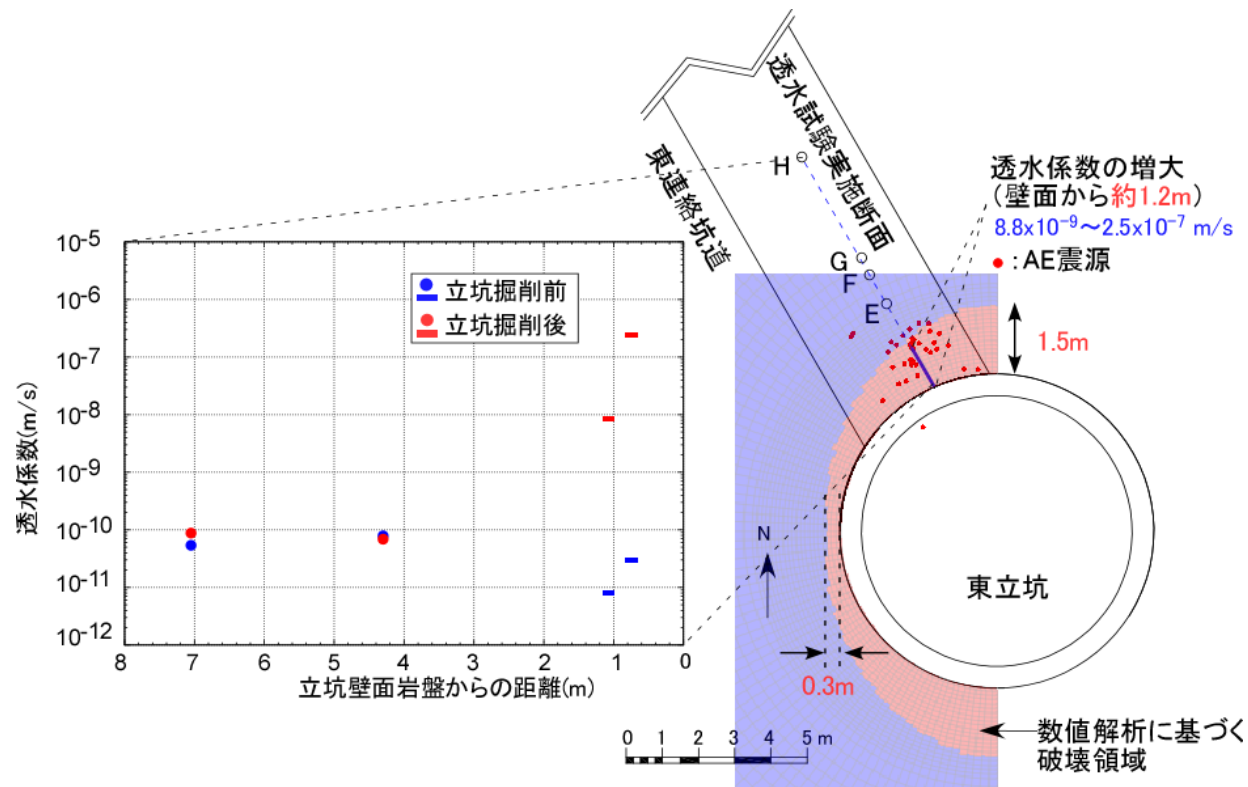 透水試験実施断面
東連絡坑道
H
G
F
E
透水係数の増大
(壁面から約1.2m)
8.8x10⁻⁹～2.5x10⁻⁷ m/s
●：AE震源
1.5m
立坑掘削前
立坑掘削後
透水係数(m/s)
10⁻⁵
10⁻⁶
10⁻⁷
10⁻⁸
10⁻⁹
10⁻¹⁰
10⁻¹¹
10⁻¹²
8 7 6 5 4 3 2 1 0
立坑壁面岩盤からの距離(m)
N
東立坑
0.3m
0 1 2 3 4 5 m
数値解析に基づく
破壊領域